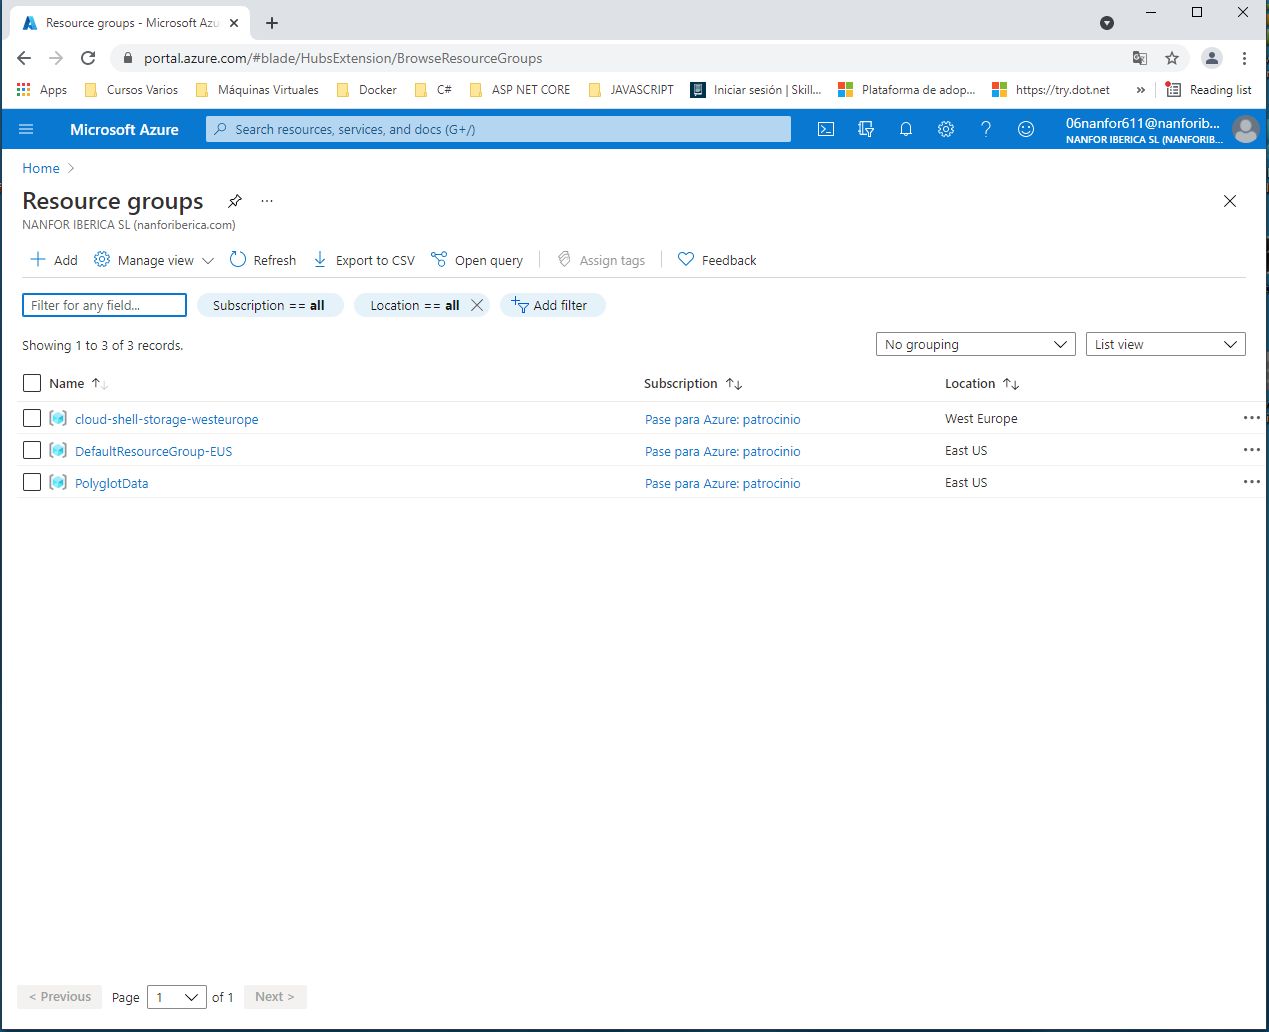 Resource groups - Microsoft Azu
portal.azure.com/#blade/HubsExtension/BrowseResourceGroups
Apps Cursos Varios Máquinas Virtuales Docker C# ASP NET CORE JAVASCRIPT Iniciar sesión | Skill... Plataforma de adop... https://try.dot.net » Reading list
Microsoft Azure Search resources, services, and docs (G+/) 06nanfor611@nanforib...
NANFOR IBERICA SL (NANFORIB...
Home >
Resource groups ...
NANFOR IBERICA SL (nanforiberica.com)
+ Add Manage view Refresh Export to CSV Open query Assign tags Feedback
Filter for any field... Subscription == all Location == all Add filter
Showing 1 to 3 of 3 records. No grouping List view
Name ↑↓ Subscription ↑↓ Location ↑↓
cloud-shell-storage-westeurope Pase para Azure: patrocinio West Europe ...
DefaultResourceGroup-EUS Pase para Azure: patrocinio East US ...
PolyglotData Pase para Azure: patrocinio East US ...
< Previous Page 1 of 1 Next >